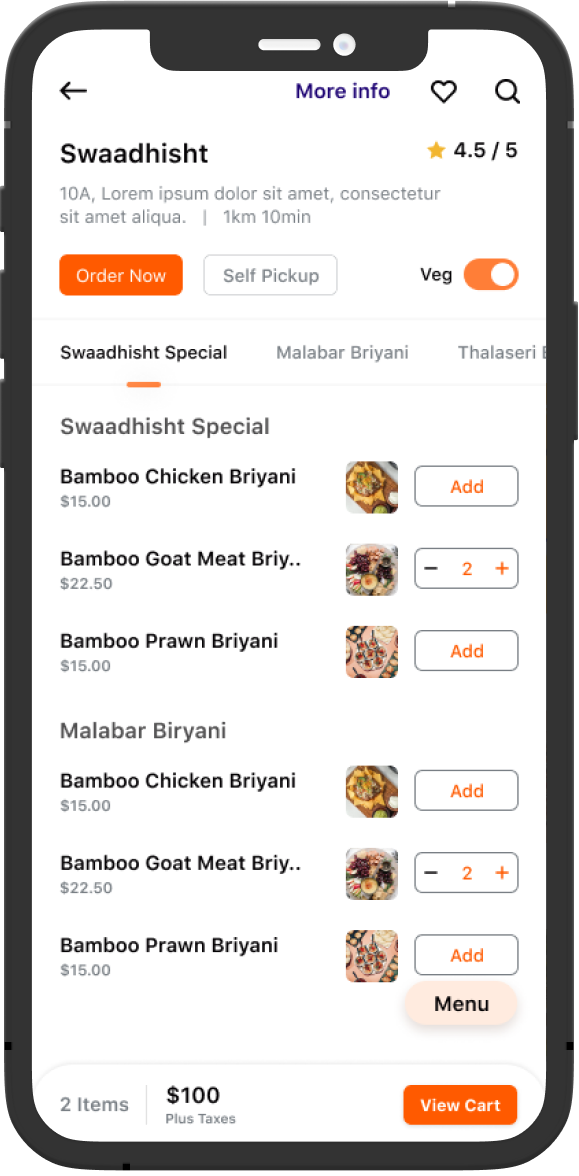 More info
Swaadhisht
4.5 / 5
10A, Lorem ipsum dolor sit amet, consectetur
sit amet aliqua. | 1km 10min
Order Now
Self Pickup
Veg
Swaadhisht Special
Malabar Briyani
Thalaseri
Swaadhisht Special
Bamboo Chicken Briyani
$15.00
Add
Bamboo Goat Meat Briy..
$22.50
− 2 +
Bamboo Prawn Briyani
$15.00
Add
Malabar Biryani
Bamboo Chicken Briyani
$15.00
Add
Bamboo Goat Meat Briy..
$22.50
− 2 +
Bamboo Prawn Briyani
$15.00
Add
Menu
2 Items
$100
Plus Taxes
View Cart